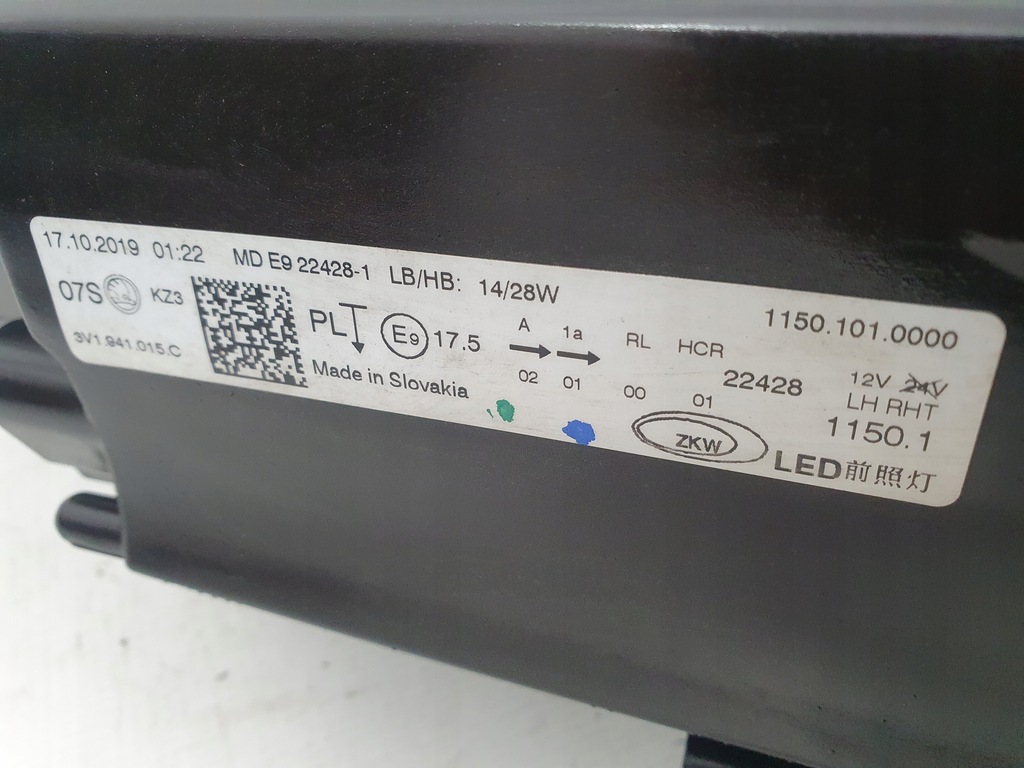 17.10.2019 01:22 MD E9 22428-1 LB/HB: 14/28W
07S KZ3
3V1.941.015.C
PL E9 17.5
Made in Slovakia
A 1a RL HCR
02 01 00 01
22428
1150.101.0000
12V 24V
LH RHT
1150.1
ZKW
LED前照灯